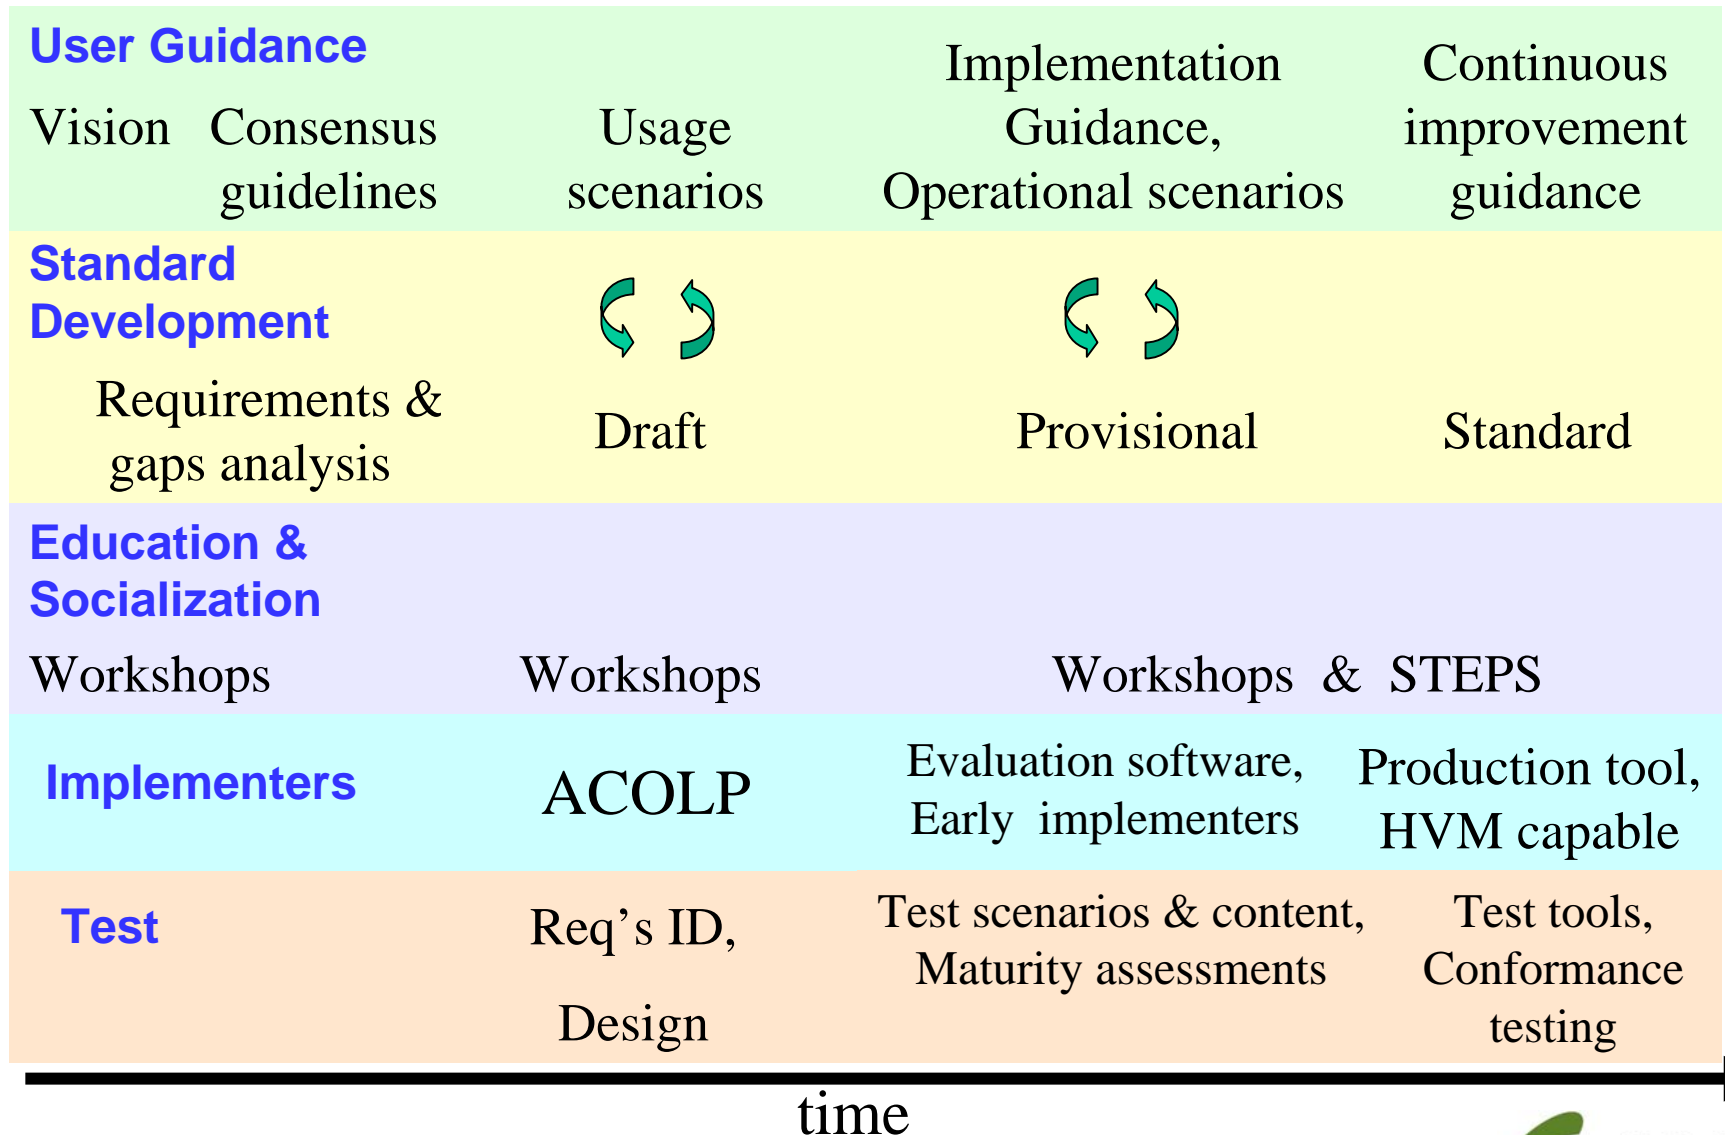 User Guidance
Vision
Consensus
guidelines
Usage
scenarios
Implementation
Guidance,
Operational scenarios
Continuous
improvement
guidance
Standard
Development
Requirements &
gaps analysis
Draft
Provisional
Standard
Education &
Socialization
Workshops
Workshops
Workshops & STEPS
Implementers
ACOLP
Evaluation software,
Early implementers
Production tool,
HVM capable
Test
Req’s ID,
Design
Test scenarios & content,
Maturity assessments
Test tools,
Conformance
testing
time